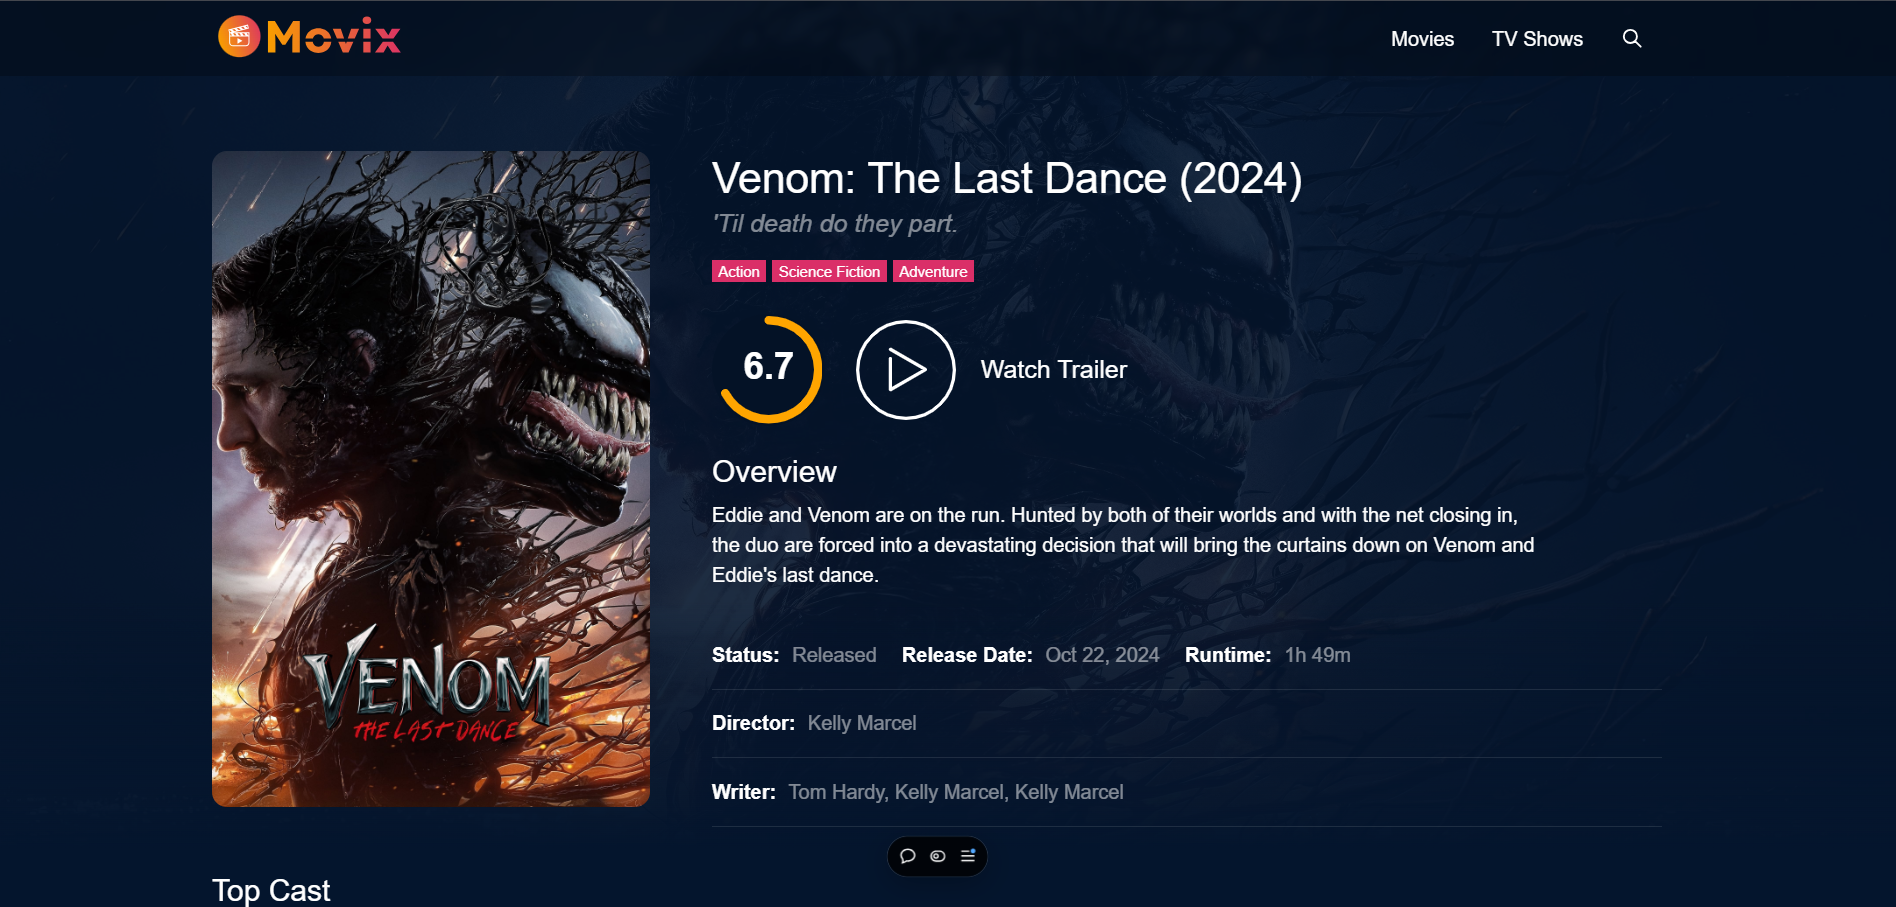 Movix
Movies
TV Shows
Venom: The Last Dance (2024)
'Til death do they part.
Action
Science Fiction
Adventure
6.7
Watch Trailer
Overview
Eddie and Venom are on the run. Hunted by both of their worlds and with the net closing in,
the duo are forced into a devastating decision that will bring the curtains down on Venom and
Eddie's last dance.
Status: Released Release Date: Oct 22, 2024 Runtime: 1h 49m
Director: Kelly Marcel
Writer: Tom Hardy, Kelly Marcel, Kelly Marcel
VENOM
THE LAST DANCE
Top Cast